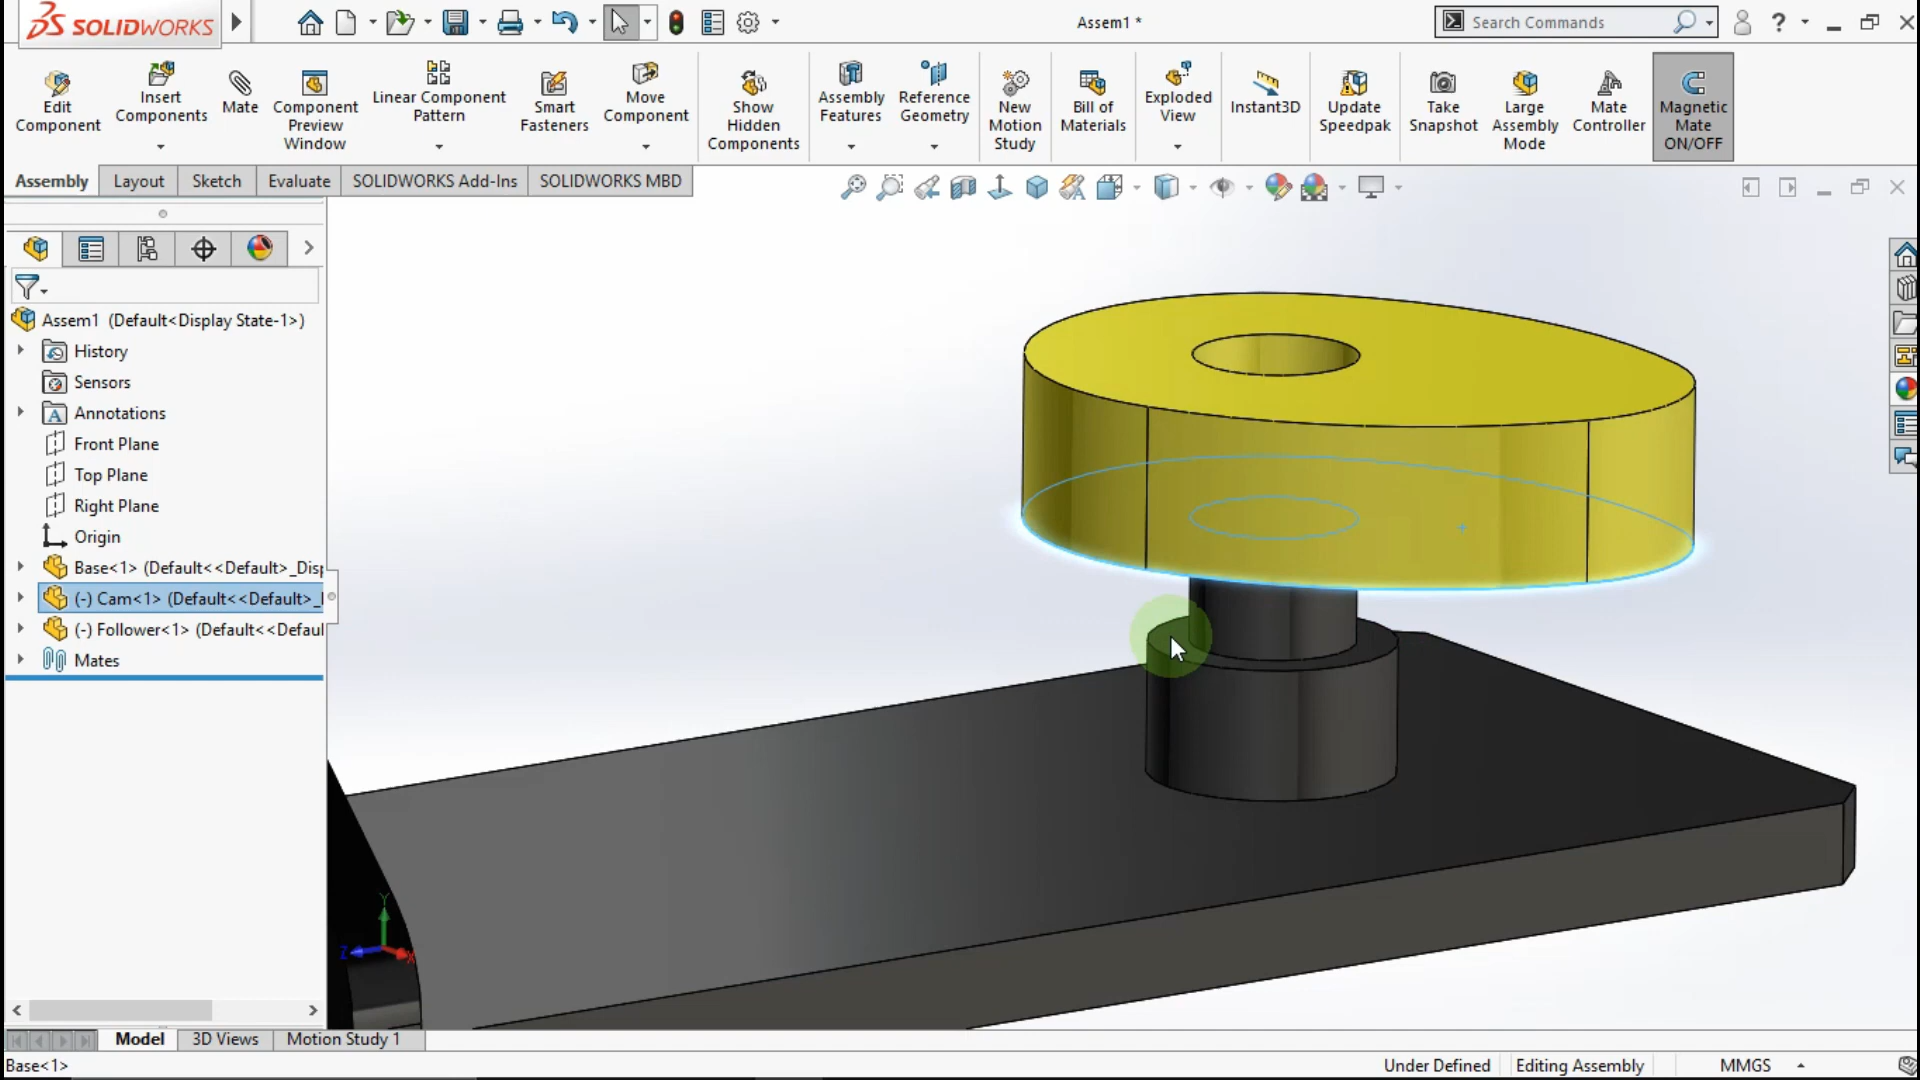 SOLIDWORKS
Assem1 *
Search Commands
?
Edit
Component
Insert
Components
Mate
Component
Preview
Window
Linear Component
Pattern
Smart
Fasteners
Move
Component
Show
Hidden
Components
Assembly
Features
Reference
Geometry
New
Motion
Study
Bill of
Materials
Exploded
View
Instant3D
Update
Speedpak
Take
Snapshot
Large
Assembly
Mode
Mate
Controller
Magnetic
Mate
ON/OFF
Assembly
Layout
Sketch
Evaluate
SOLIDWORKS Add-Ins
SOLIDWORKS MBD
Assem1 (Default<Display State-1>)
History
Sensors
Annotations
Front Plane
Top Plane
Right Plane
Origin
Base<1> (Default<<Default>_Disp
(-) Cam<1> (Default<<Default>_
(-) Follower<1> (Default<<Defaul
Mates
Y
Z
X
Model
3D Views
Motion Study 1
Base<1>
Under Defined
Editing Assembly
MMGS